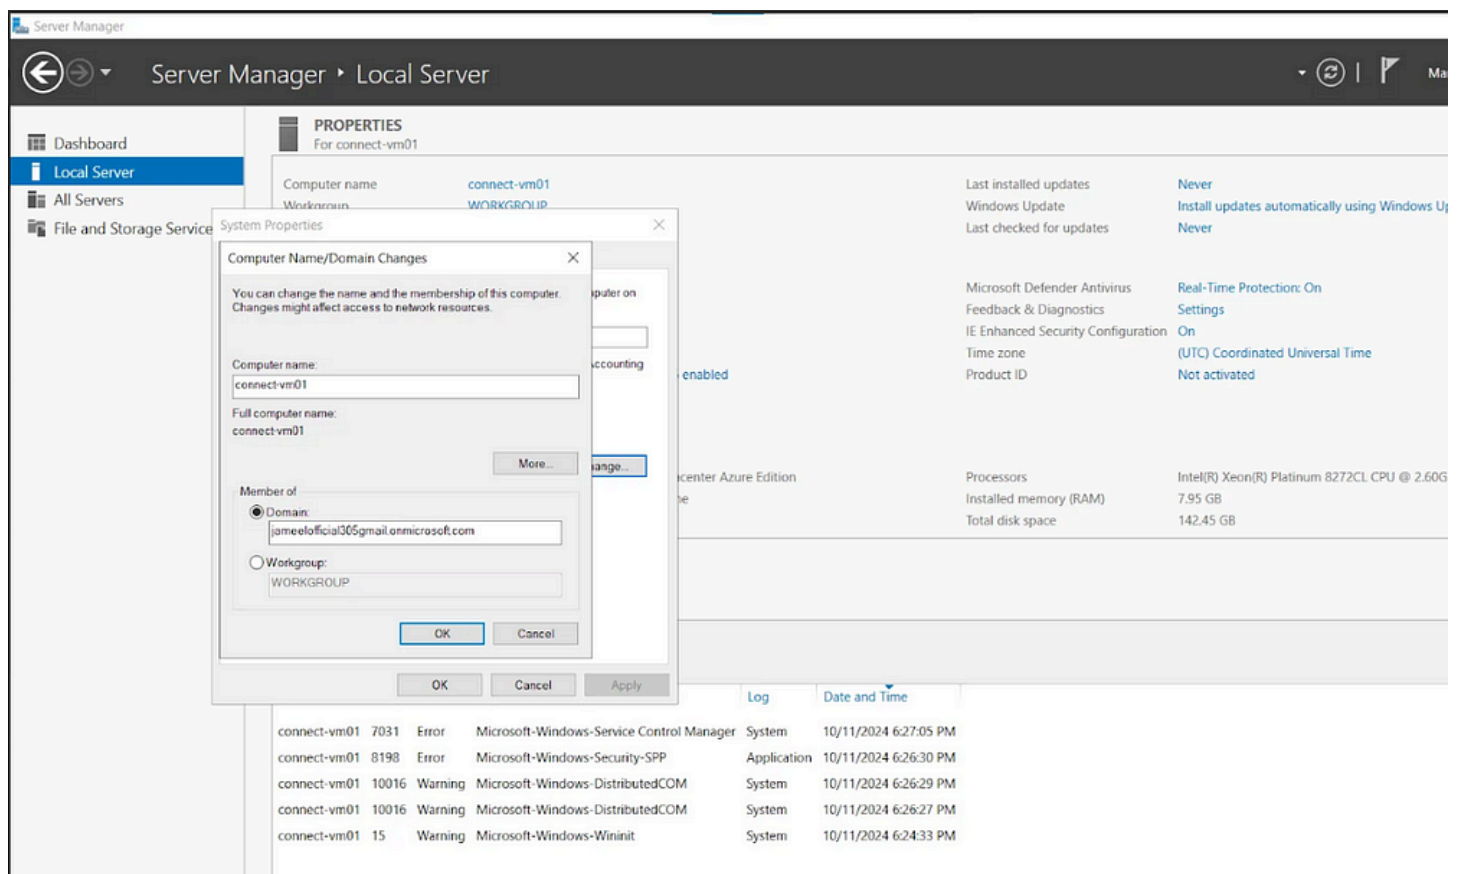 Server Manager
Server Manager ‣ Local Server
Ma
Dashboard
Local Server
All Servers
File and Storage Service
PROPERTIES
For connect-vm01
Computer name connect-vm01
Workgroup WORKGROUP
Last installed updates Never
Windows Update Install updates automatically using Windows Up
Last checked for updates Never
Microsoft Defender Antivirus Real-Time Protection: On
Feedback & Diagnostics Settings
IE Enhanced Security Configuration On
Time zone (UTC) Coordinated Universal Time
Product ID Not activated
enabled
center Azure Edition
Processors Intel(R) Xeon(R) Platinum 8272CL CPU @ 2.60G
Installed memory (RAM) 7.95 GB
Total disk space 142.45 GB
System Properties
puter on
ccounting
ange...
Computer Name/Domain Changes
You can change the name and the membership of this computer.
Changes might affect access to network resources.
Computer name:
connect-vm01
Full computer name:
connect-vm01
More...
Member of
Domain:
jameelofficial305gmail.onmicrosoft.com
Workgroup:
WORKGROUP
OK Cancel
OK Cancel Apply
Log Date and Time
connect-vm01 7031 Error Microsoft-Windows-Service Control Manager System 10/11/2024 6:27:05 PM
connect-vm01 8198 Error Microsoft-Windows-Security-SPP Application 10/11/2024 6:26:30 PM
connect-vm01 10016 Warning Microsoft-Windows-DistributedCOM System 10/11/2024 6:26:29 PM
connect-vm01 10016 Warning Microsoft-Windows-DistributedCOM System 10/11/2024 6:26:27 PM
connect-vm01 15 Warning Microsoft-Windows-Wininit System 10/11/2024 6:24:33 PM